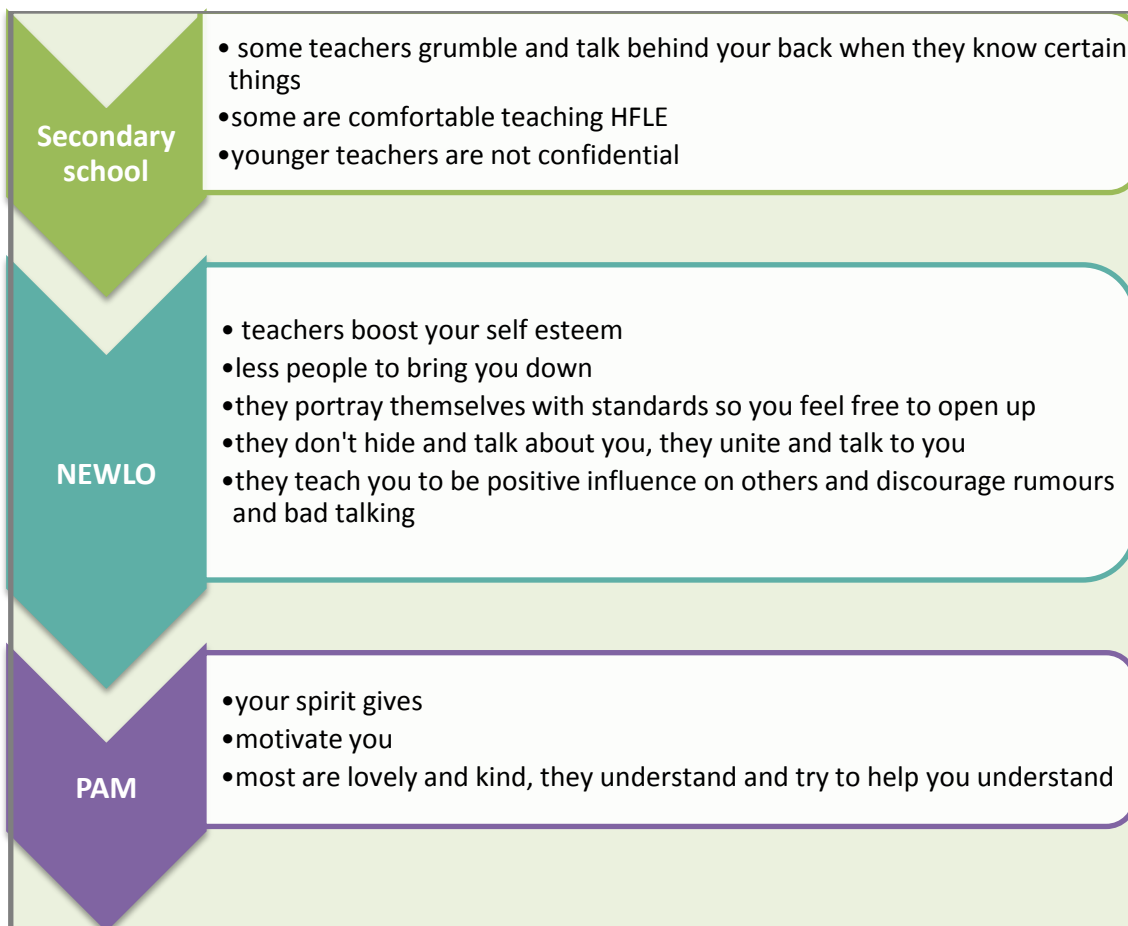 Secondary
school
• some teachers grumble and talk behind your back when they know certain
things
•some are comfortable teaching HFLE
•younger teachers are not confidential
NEWLO
• teachers boost your self esteem
•less people to bring you down
•they portray themselves with standards so you feel free to open up
•they don't hide and talk about you, they unite and talk to you
•they teach you to be positive influence on others and discourage rumours
and bad talking
PAM
•your spirit gives
•motivate you
•most are lovely and kind, they understand and try to help you understand